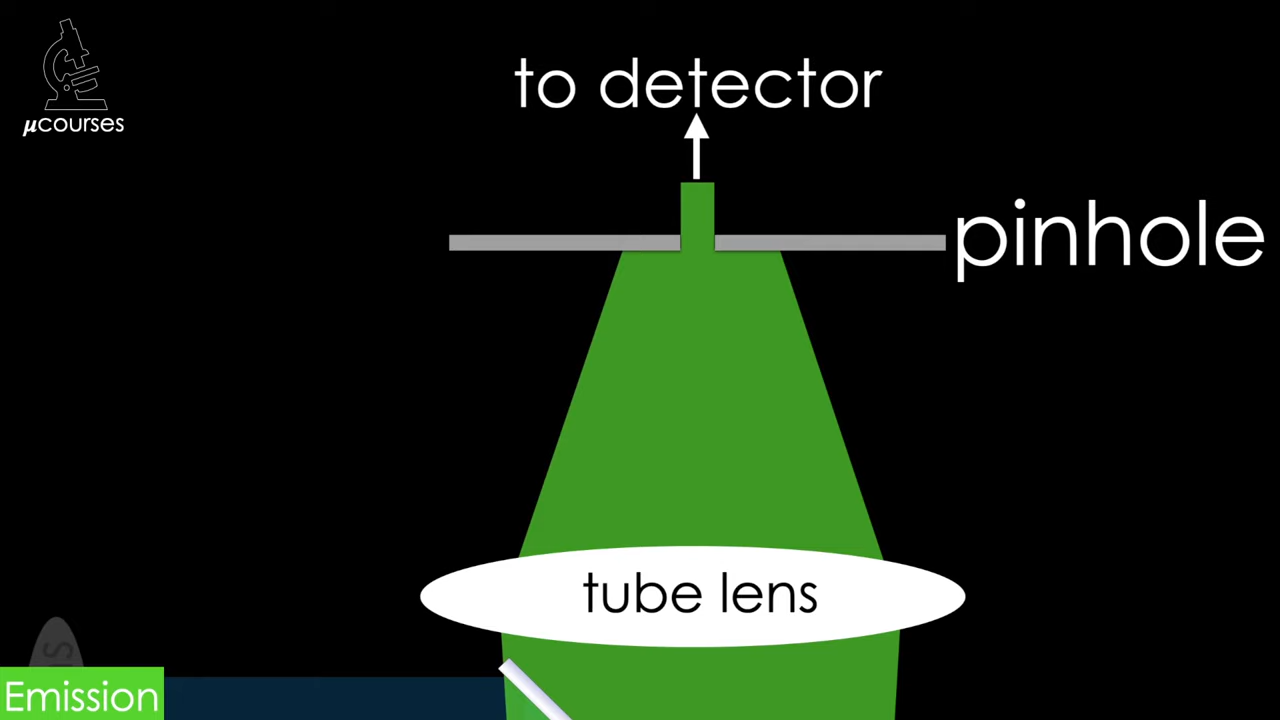 to detector
μcourses
pinhole
tube lens
Emission